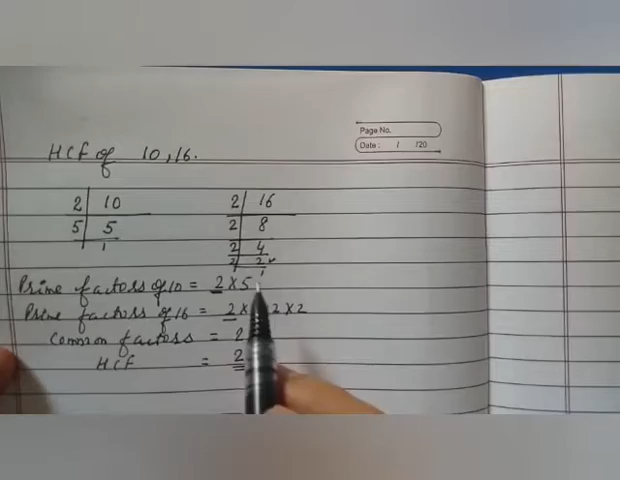 Page No.
Date : / /20
HCF of 10, 16.
2 10
5 5
1
2 16
2 8
2 4
2 2
1
Prime factors of 10 = 2 × 5
Prime factors of 16 = 2 × 2 × 2
Common factors = 2
HCF = 2